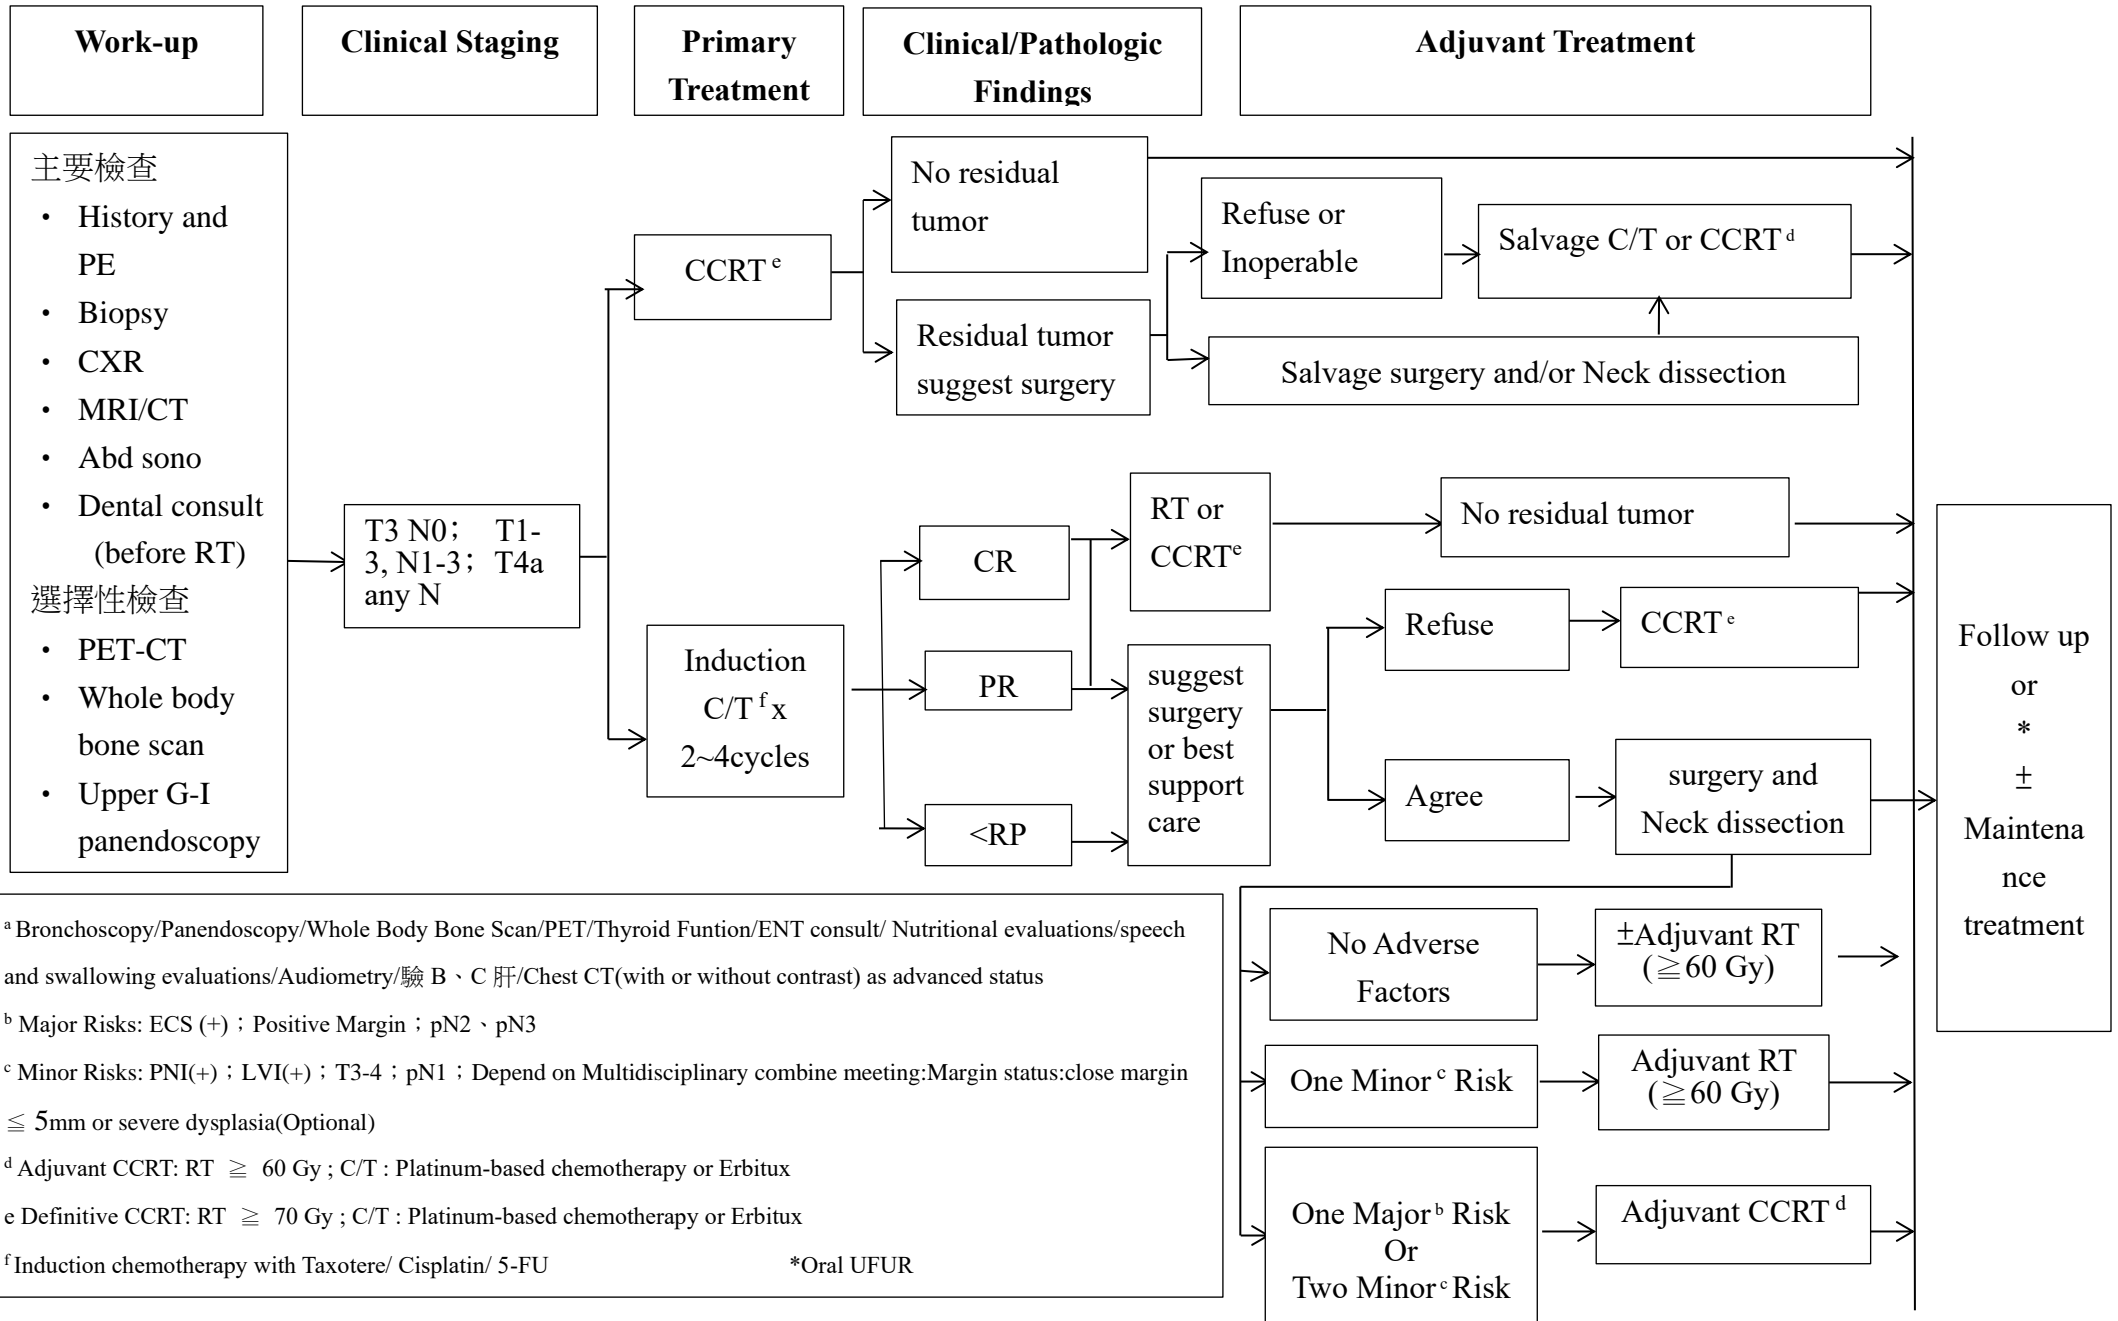 Work-up
Clinical Staging
Primary
Treatment
Clinical/Pathologic
Findings
Adjuvant Treatment
主要檢查
• History and
PE
• Biopsy
• CXR
• MRI/CT
• Abd sono
• Dental consult
(before RT)
選擇性檢查
• PET-CT
• Whole body
bone scan
• Upper G-I
panendoscopy
T3 N0； T1-
3, N1-3； T4a
any N
CCRT e
Induction
C/T f x
2~4cycles
No residual
tumor
Residual tumor
suggest surgery
Refuse or
Inoperable
Salvage C/T or CCRT d
Salvage surgery and/or Neck dissection
CR
PR
<RP
RT or
CCRTe
suggest
surgery
or best
support
care
No residual tumor
Refuse
CCRT e
Agree
surgery and
Neck dissection
No Adverse
Factors
±Adjuvant RT
(≧60 Gy)
One Minor c Risk
Adjuvant RT
(≧60 Gy)
One Major b Risk
Or
Two Minor c Risk
Adjuvant CCRT d
Follow up
or
*
±
Maintena
nce
treatment
a Bronchoscopy/Panendoscopy/Whole Body Bone Scan/PET/Thyroid Funtion/ENT consult/ Nutritional evaluations/speech
and swallowing evaluations/Audiometry/驗 B、C 肝/Chest CT(with or without contrast) as advanced status
b Major Risks: ECS (+)；Positive Margin；pN2、pN3
c Minor Risks: PNI(+)；LVI(+)；T3-4；pN1；Depend on Multidisciplinary combine meeting:Margin status:close margin
≦ 5mm or severe dysplasia(Optional)
d Adjuvant CCRT: RT ≧ 60 Gy ; C/T : Platinum-based chemotherapy or Erbitux
e Definitive CCRT: RT ≧ 70 Gy ; C/T : Platinum-based chemotherapy or Erbitux
f Induction chemotherapy with Taxotere/ Cisplatin/ 5-FU *Oral UFUR